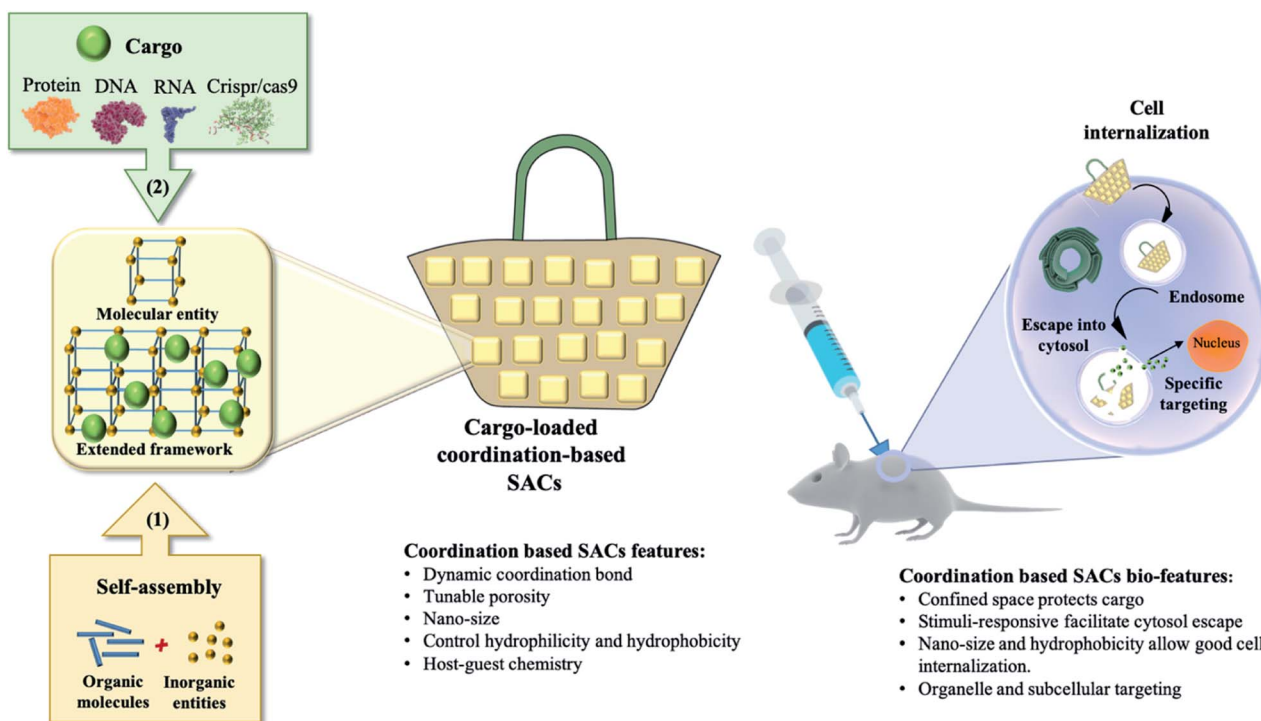 Cargo
Protein DNA RNA Crispr/cas9
(2)
Molecular entity
Extended framework
(1)
Self-assembly
+
Organic
molecules
Inorganic
entities
Cargo-loaded
coordination-based
SACs
Coordination based SACs features:
• Dynamic coordination bond
• Tunable porosity
• Nano-size
• Control hydrophilicity and hydrophobicity
• Host-guest chemistry
Cell
internalization
Endosome
Escape into
cytosol
Nucleus
Specific
targeting
Coordination based SACs bio-features:
• Confined space protects cargo
• Stimuli-responsive facilitate cytosol escape
• Nano-size and hydrophobicity allow good cell
internalization.
• Organelle and subcellular targeting